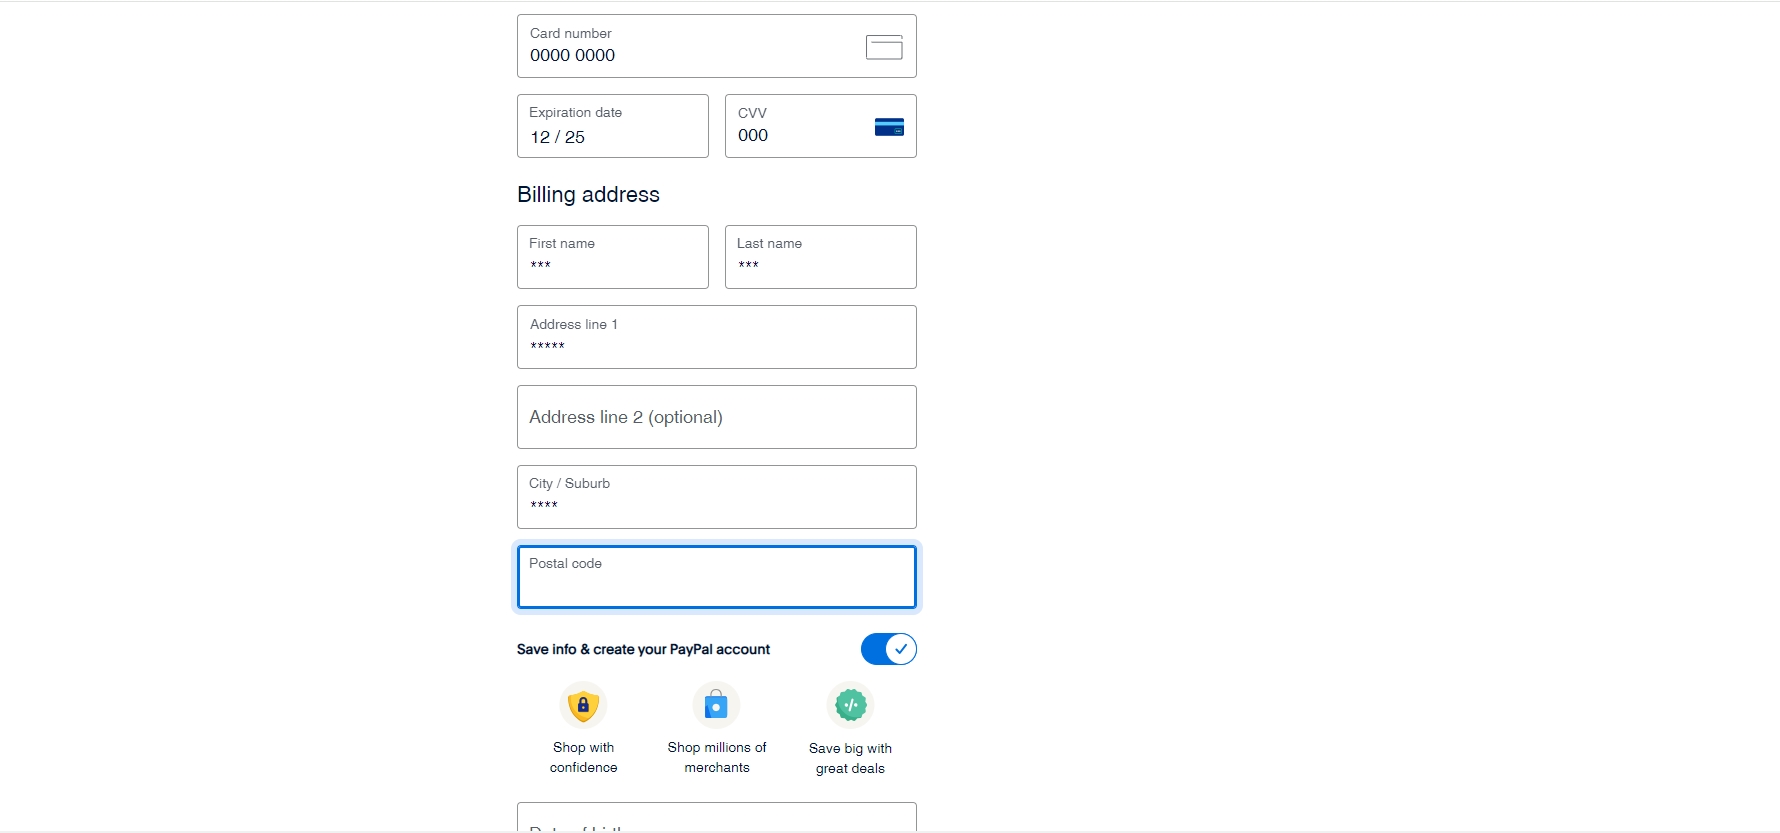 Card number
0000 0000
Expiration date
12 / 25
CVV
000
Billing address
First name
***
Last name
***
Address line 1
*****
Address line 2 (optional)
City / Suburb
****
Postal code
Save info & create your PayPal account
Shop with
confidence
Shop millions of
merchants
Save big with
great deals